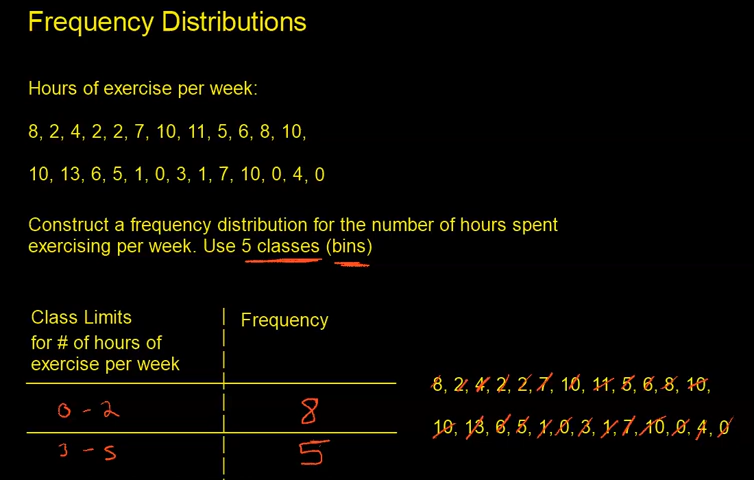 Frequency Distributions
Hours of exercise per week:
8, 2, 4, 2, 2, 7, 10, 11, 5, 6, 8, 10,
10, 13, 6, 5, 1, 0, 3, 1, 7, 10, 0, 4, 0
Construct a frequency distribution for the number of hours spent
exercising per week. Use 5 classes (bins)
Class Limits
for # of hours of
exercise per week
Frequency
8, 2, 4, 2, 2, 7, 10, 11, 5, 6, 8, 10,
0 - 2 8
10, 13, 6, 5, 1, 0, 3, 1, 7, 10, 0, 4, 0
3 - 5 5